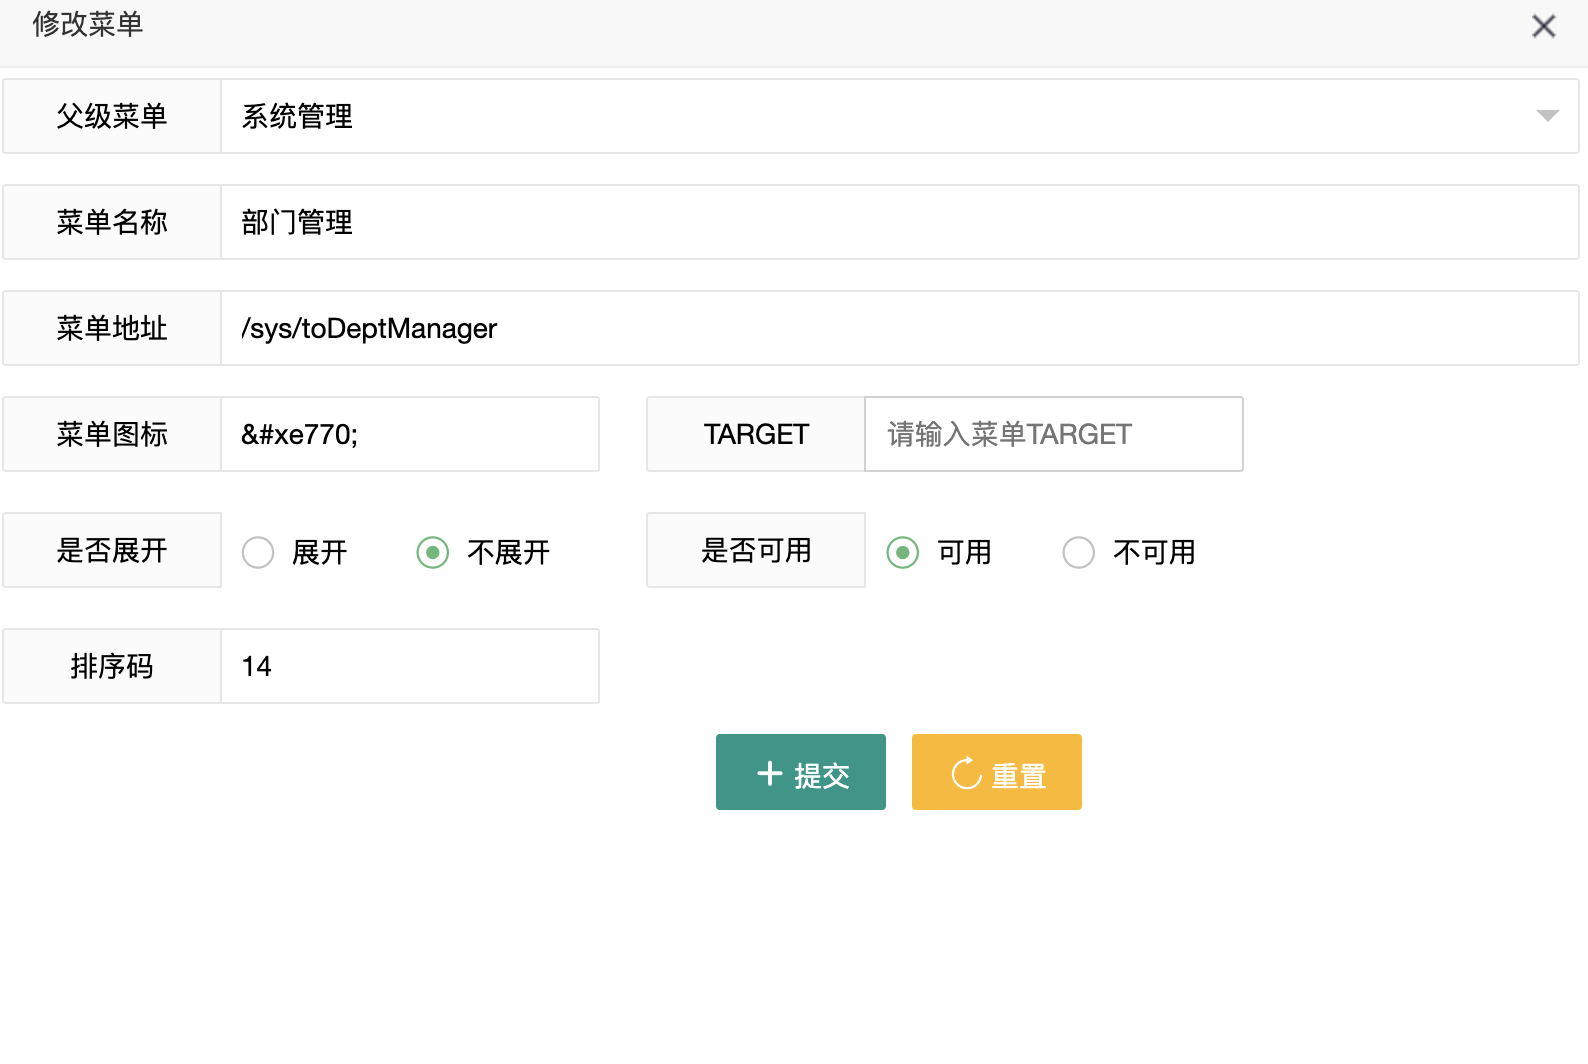 修改菜单
父级菜单 系统管理
菜单名称 部门管理
菜单地址 /sys/toDeptManager
菜单图标 &#xe770; TARGET 请输入菜单TARGET
是否展开 展开 不展开 是否可用 可用 不可用
排序码 14
提交 重置